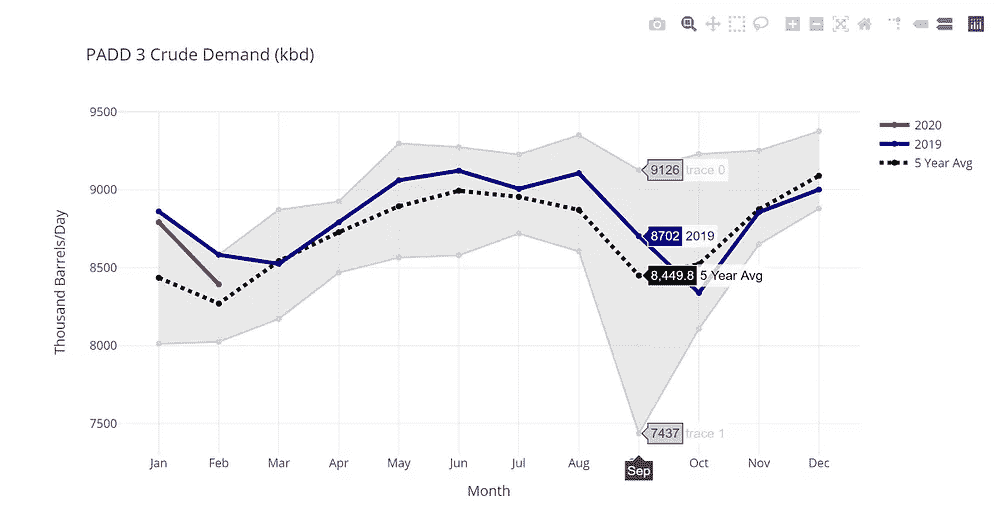 PADD 3 Crude Demand (kbd)
9500
9000
8500
8000
7500
Thousand Barrels/Day
2020
2019
5 Year Avg
9126 trace 0
8702 2019
8,449.8 5 Year Avg
7437 trace 1
Jan Feb Mar Apr May Jun Jul Aug Sep Oct Nov Dec
Month